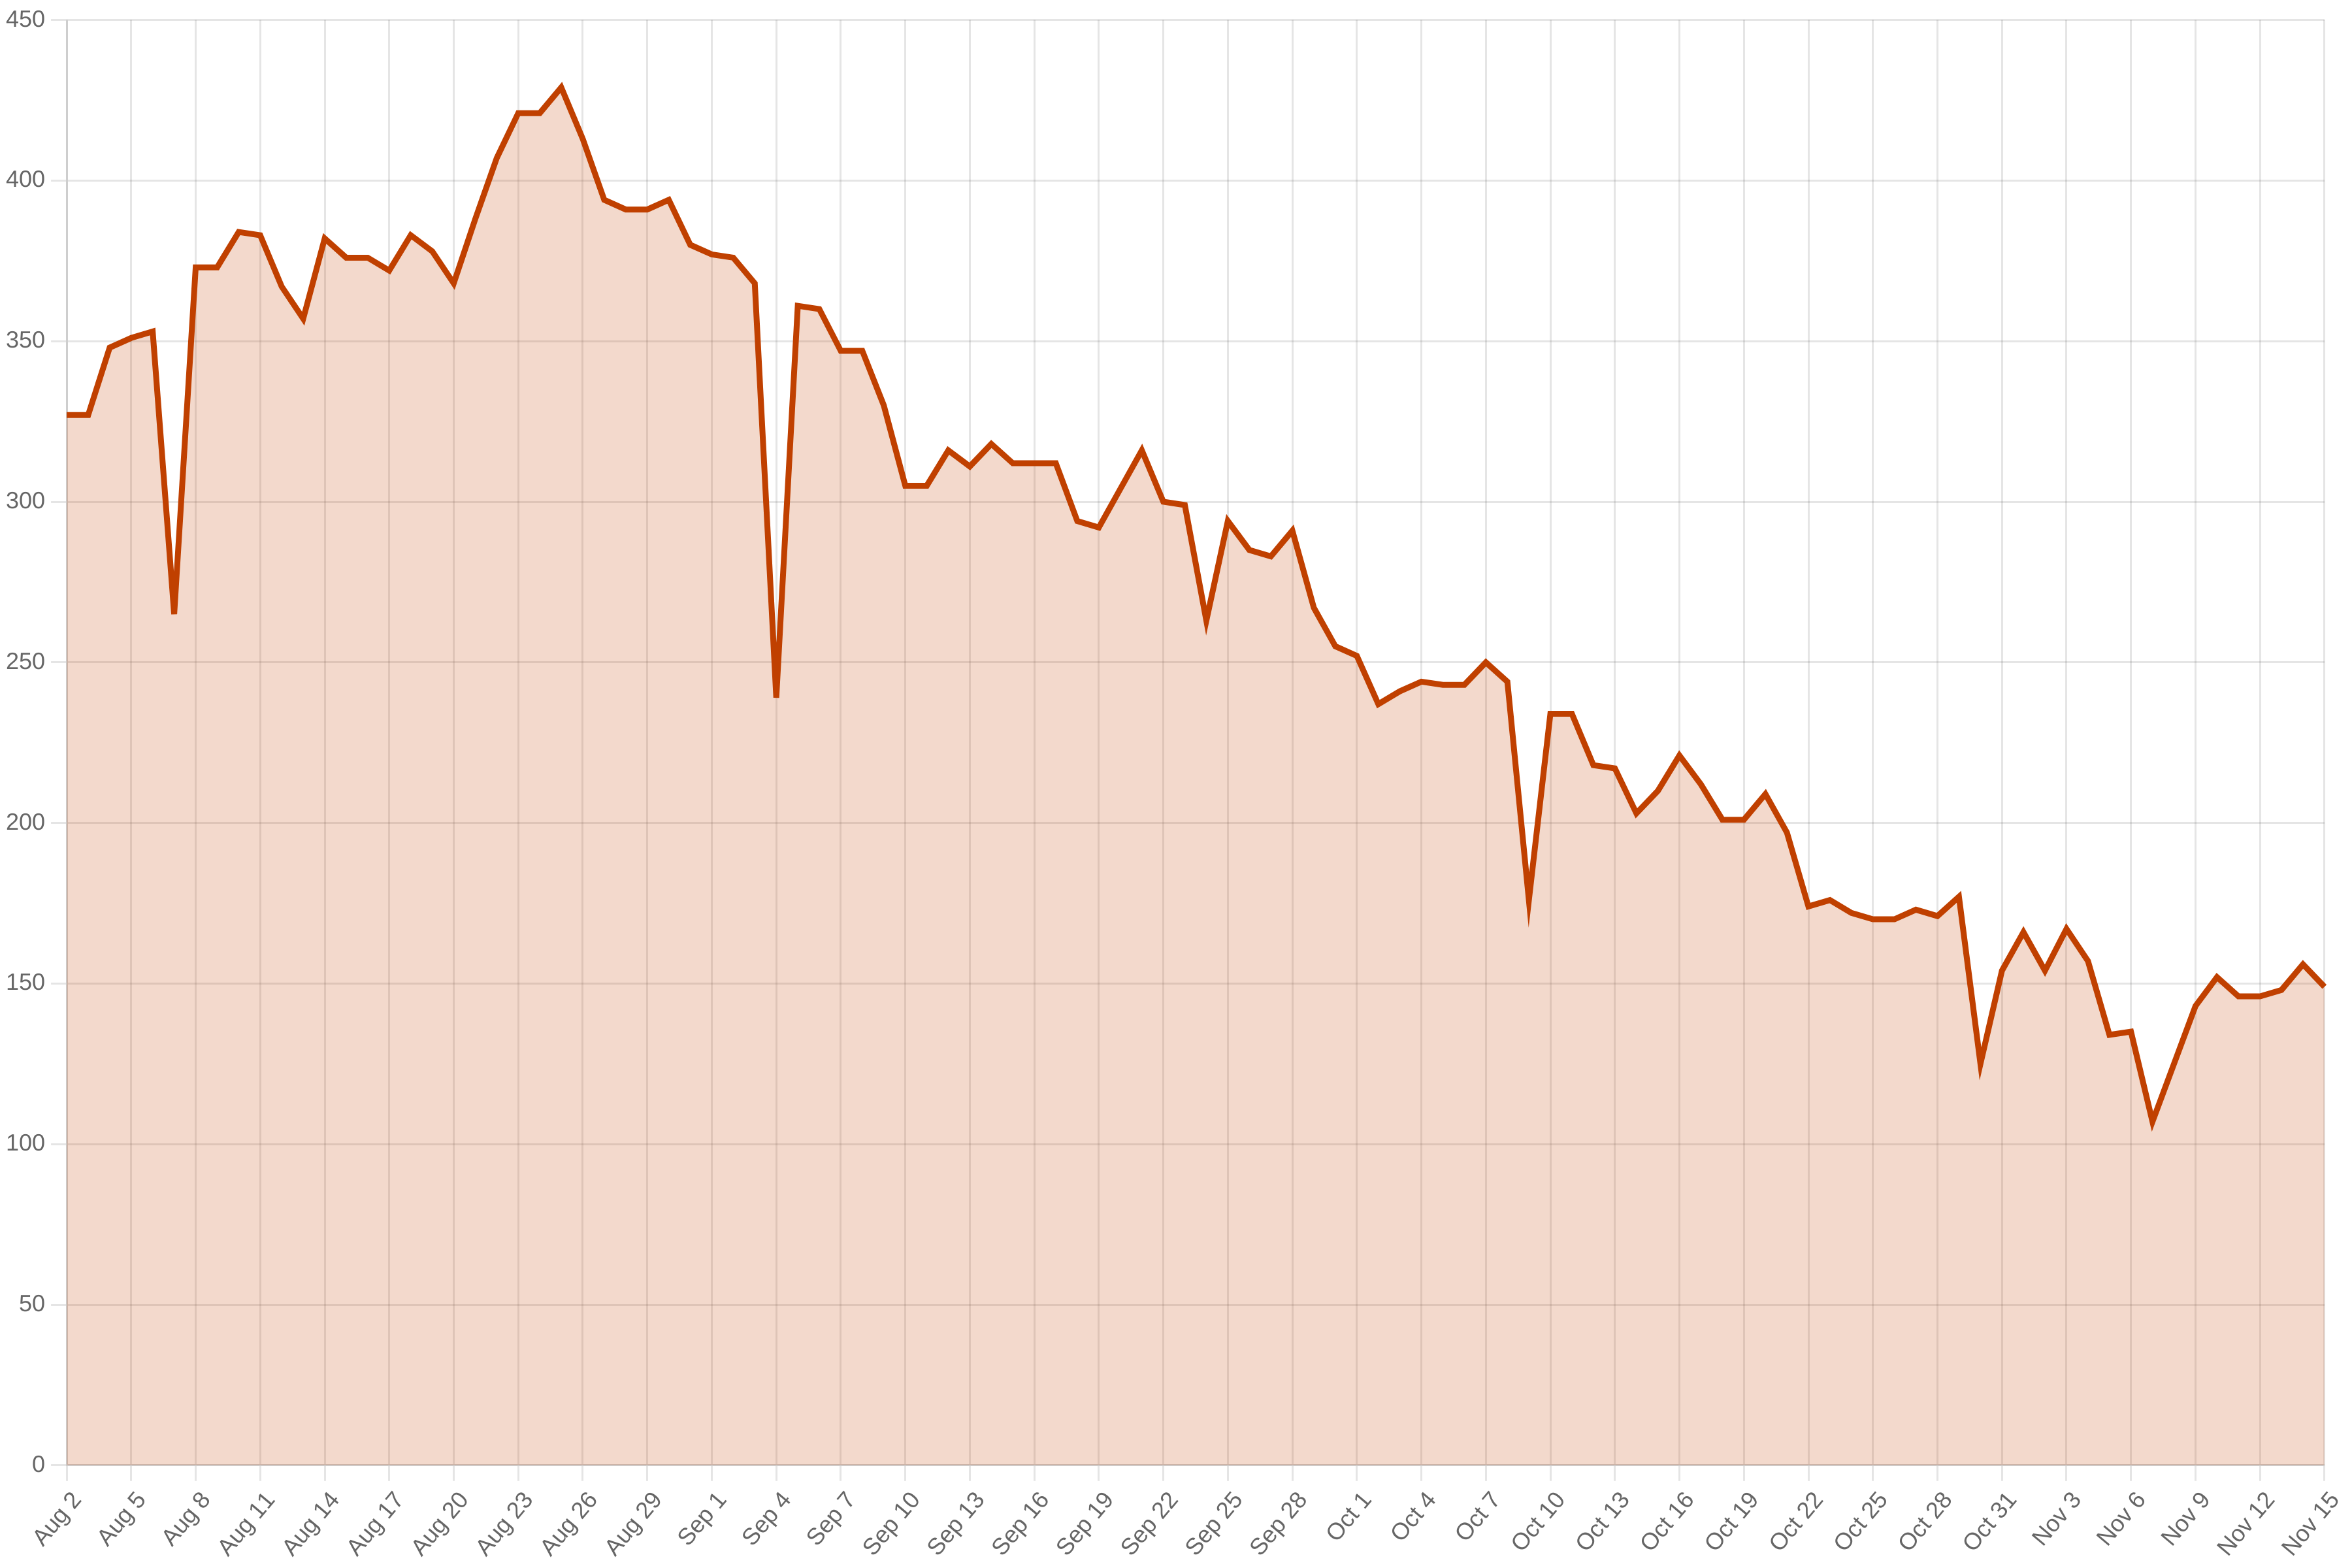 450
400
350
300
250
200
150
100
50
0
Aug 2
Aug 5
Aug 8
Aug 11
Aug 14
Aug 17
Aug 20
Aug 23
Aug 26
Aug 29
Sep 1
Sep 4
Sep 7
Sep 10
Sep 13
Sep 16
Sep 19
Sep 22
Sep 25
Sep 28
Oct 1
Oct 4
Oct 7
Oct 10
Oct 13
Oct 16
Oct 19
Oct 22
Oct 25
Oct 28
Oct 31
Nov 3
Nov 6
Nov 9
Nov 12
Nov 15